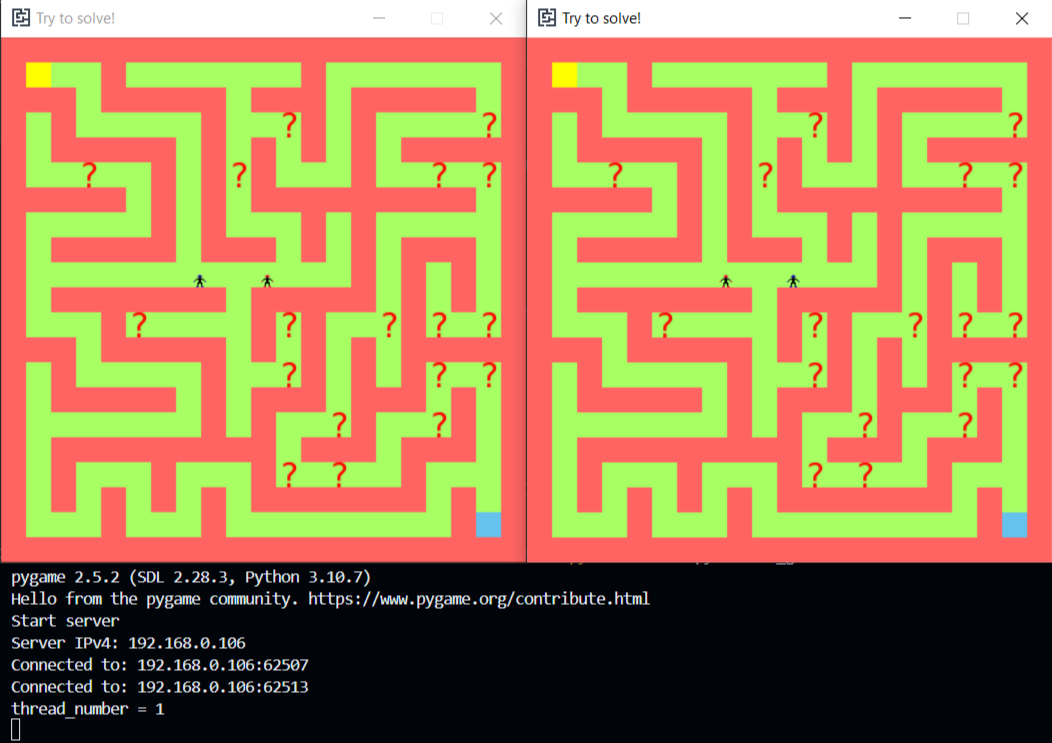 Try to solve!
? ?
? ? ? ?
? ? ? ? ?
? ? ?
? ?
? ?
Try to solve!
? ?
? ? ? ?
? ? ? ? ?
? ? ?
? ?
? ?
pygame 2.5.2 (SDL 2.28.3, Python 3.10.7)
Hello from the pygame community. https://www.pygame.org/contribute.html
Start server
Server IPv4: 192.168.0.106
Connected to: 192.168.0.106:62507
Connected to: 192.168.0.106:62513
thread_number = 1